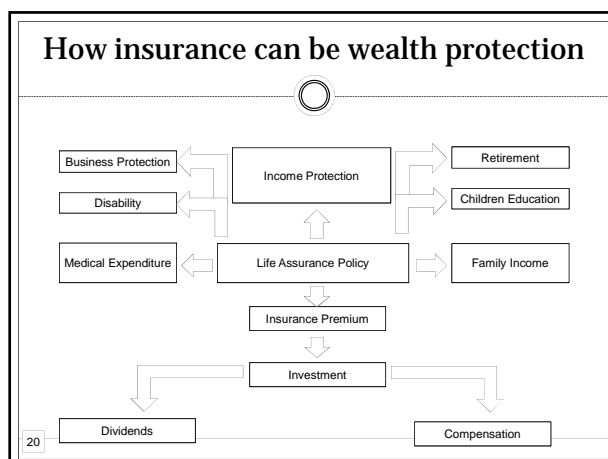 How insurance can be wealth protection
Business Protection
Income Protection
Retirement
Disability
Children Education
Medical Expenditure
Life Assurance Policy
Family Income
Insurance Premium
Investment
Dividends
Compensation
20